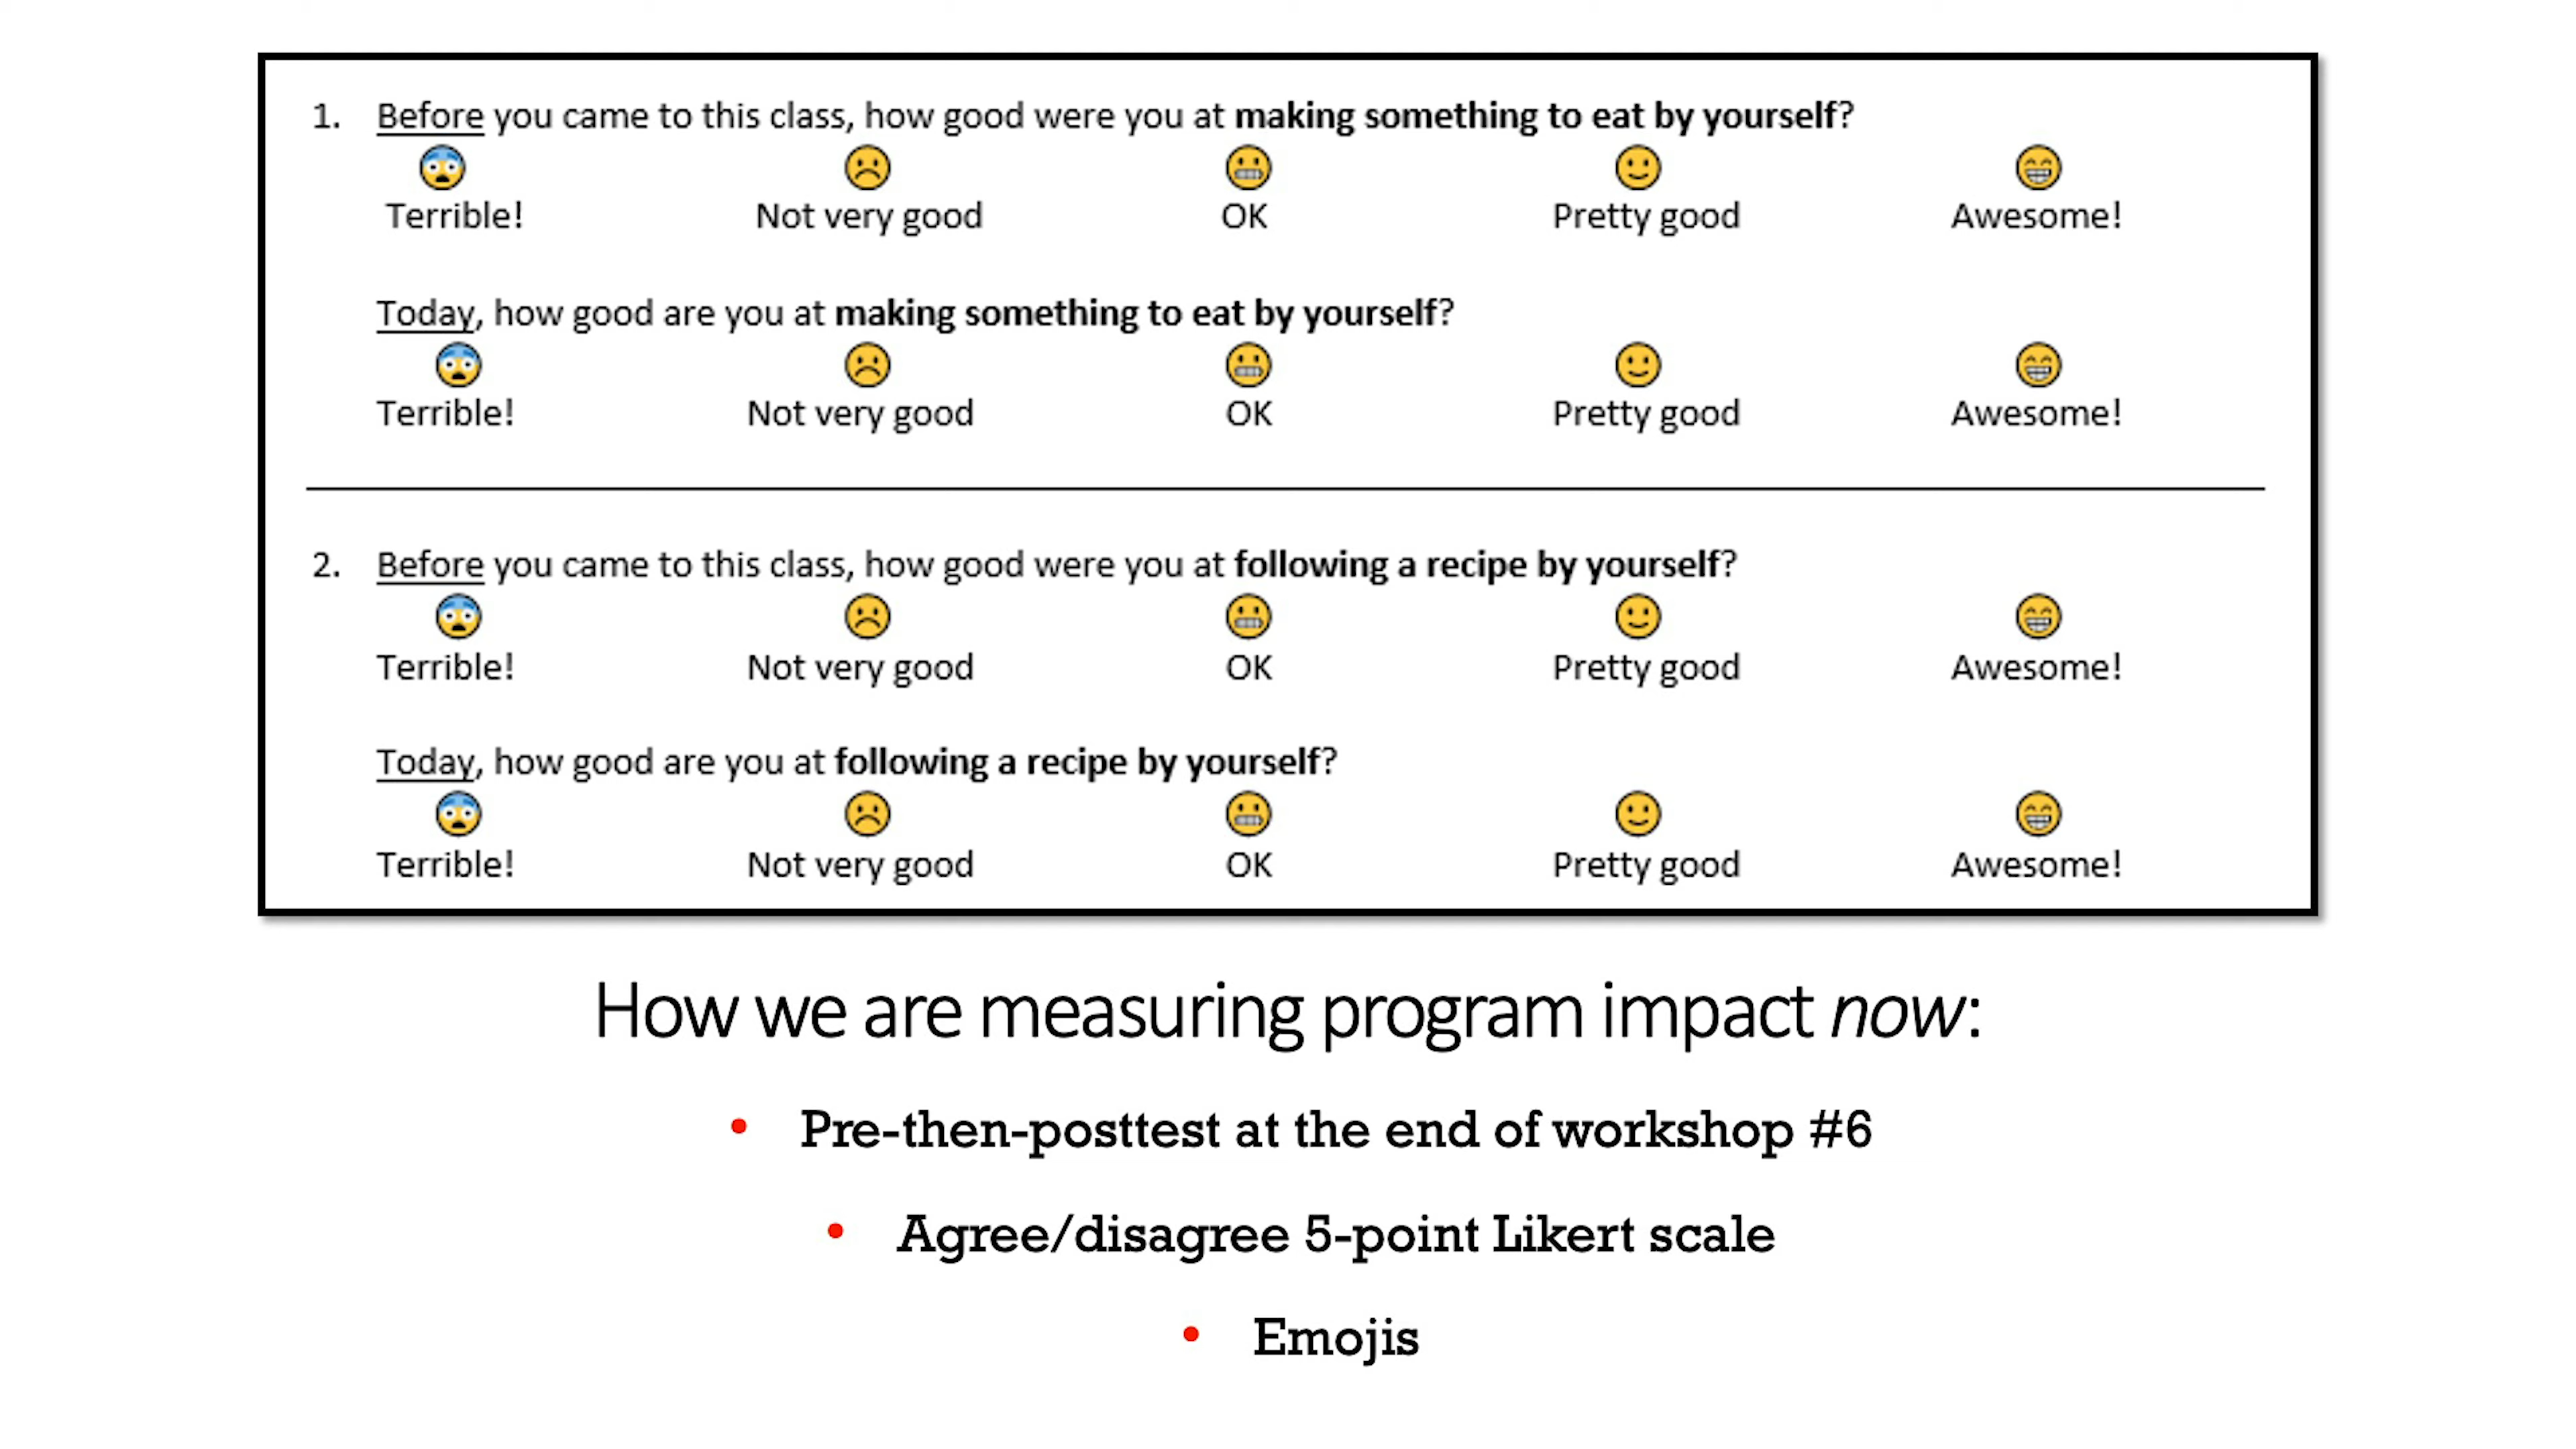 1. Before you came to this class, how good were you at making something to eat by yourself?
Terrible! Not very good OK Pretty good Awesome!
Today, how good are you at making something to eat by yourself?
Terrible! Not very good OK Pretty good Awesome!
2. Before you came to this class, how good were you at following a recipe by yourself?
Terrible! Not very good OK Pretty good Awesome!
Today, how good are you at following a recipe by yourself?
Terrible! Not very good OK Pretty good Awesome!
How we are measuring program impact now:
• Pre-then-posttest at the end of workshop #6
• Agree/disagree 5-point Likert scale
• Emojis